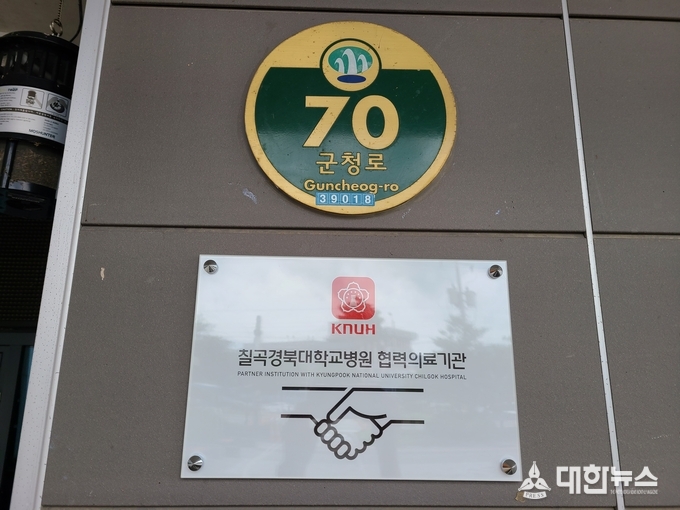 70
군청로
Guncheog-ro
39018
KNUH
칠곡경북대학교병원 협력의료기관
PARTNER INSTITUTION WITH KYUNGPOOK NATIONAL UNIVERSITY CHILGOK HOSPITAL
대한뉴스
PRESS